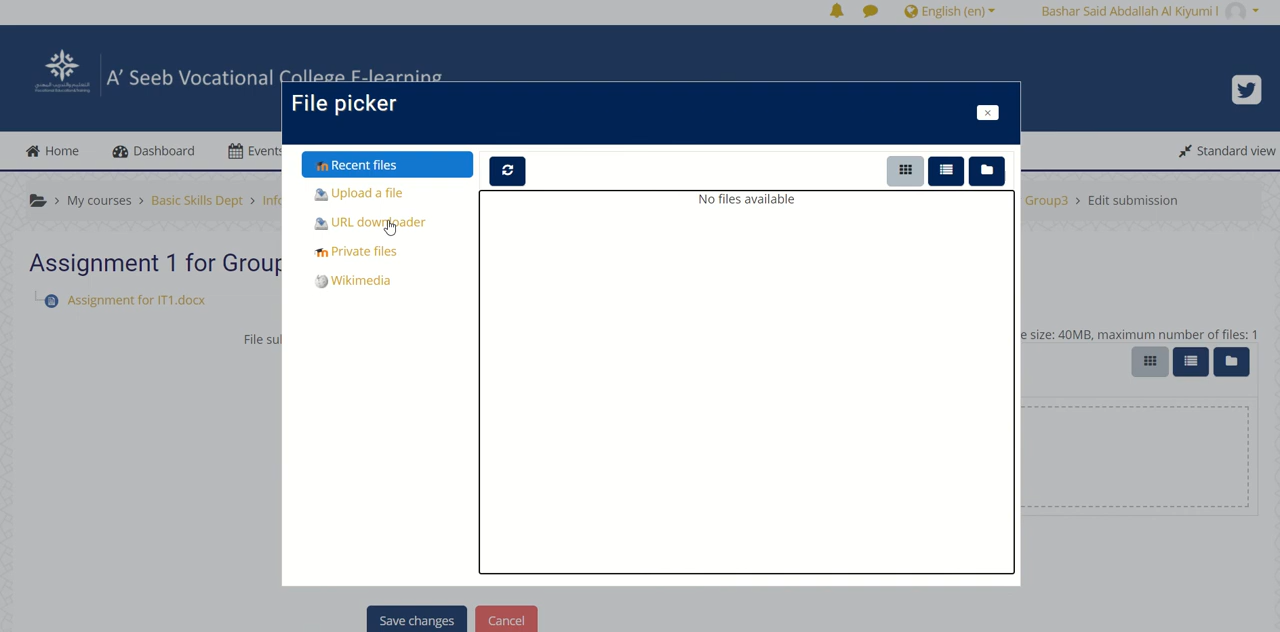 English (en)
Bashar Said Abdallah Al Kiyumi I
A' Seeb Vocational College E-learning
File picker
×
Home
Dashboard
Events
Standard view
My courses
Basic Skills Dept
Group3
Edit submission
Recent files
Upload a file
URL downloader
Private files
Wikimedia
No files available
Assignment 1 for Group
Assignment for IT1.docx
File
size: 40MB, maximum number of files: 1
Save changes
Cancel